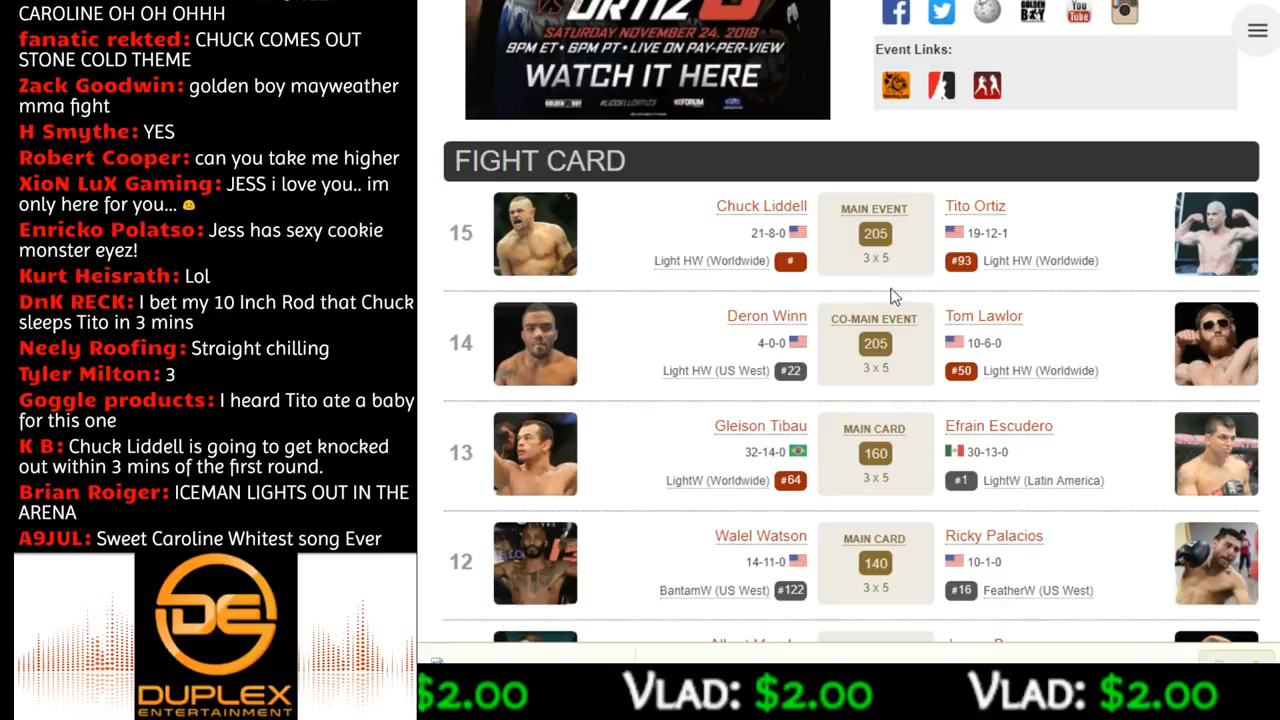 CAROLINE OH OH OHHH
fanatic rekted: CHUCK COMES OUT
STONE COLD THEME
Zack Goodwin: golden boy mayweather
mma fight
H Smythe: YES
Robert Cooper: can you take me higher
XioN LuX Gaming: JESS i love you.. im
only here for you...
Enricko Polatso: Jess has sexy cookie
monster eyez!
Kurt Heisrath: Lol
DnK RECK: I bet my 10 Inch Rod that Chuck
sleeps Tito in 3 mins
Neely Roofing: Straight chilling
Tyler Milton: 3
Goggle products: I heard Tito ate a baby
for this one
K B: Chuck Liddell is going to get knocked
out within 3 mins of the first round.
Brian Roiger: ICEMAN LIGHTS OUT IN THE
ARENA
A9JUL: Sweet Caroline Whitest song Ever
DE
DUPLEX
ENTERTAINMENT
VS ORTIZ 3
SATURDAY NOVEMBER 24, 2018
9PM ET • 6PM PT • LIVE ON PAY-PER-VIEW
WATCH IT HERE
GOLDEN BOY
#LIDDELLORTIZ3
FORUM
GOLDEN BOY
You Tube
Event Links:
FIGHT CARD
15
Chuck Liddell
21-8-0
Light HW (Worldwide) #
MAIN EVENT
205
3 x 5
Tito Ortiz
19-12-1
#93 Light HW (Worldwide)
14
Deron Winn
4-0-0
Light HW (US West) #22
CO-MAIN EVENT
205
3 x 5
Tom Lawlor
10-6-0
#50 Light HW (Worldwide)
13
Gleison Tibau
32-14-0
LightW (Worldwide) #64
MAIN CARD
160
3 x 5
Efrain Escudero
30-13-0
#1 LightW (Latin America)
12
Walel Watson
14-11-0
BantamW (US West) #122
MAIN CARD
140
3 x 5
Ricky Palacios
10-1-0
#16 FeatherW (US West)
$2.00 VLAD: $2.00 VLAD: $2.00